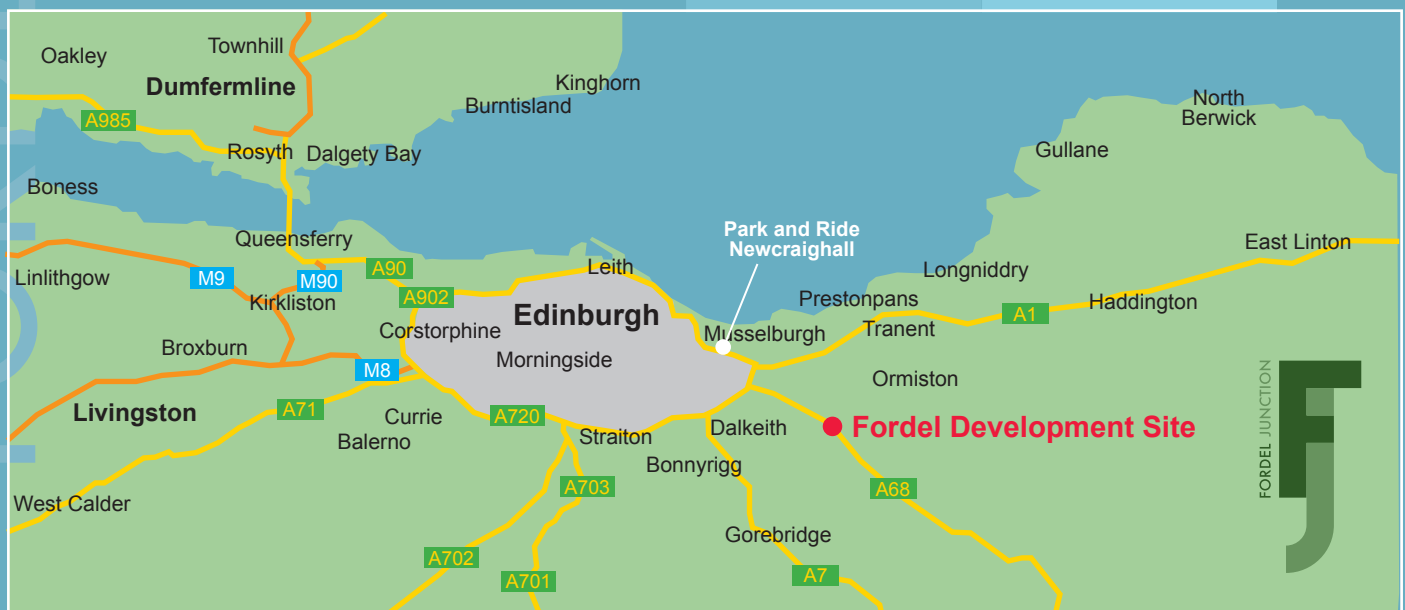 Townhill
Oakley
Dumfermline
Kinghorn
Burntisland
North
Berwick
A985
Rosyth
Dalgety Bay
Gullane
Boness
Park and Ride
Newcraighall
Queensferry
East Linton
A90
Leith
Longniddry
Linlithgow
M9
M90
Kirkliston
A902
Prestonpans
Haddington
Edinburgh
A1
Corstorphine
Musselburgh
Tranent
Broxburn
Morningside
M8
Ormiston
Livingston
A71
Currie
A720
Balerno
Straiton
Dalkeith
Fordel Development Site
Bonnyrigg
A703
A68
West Calder
Gorebridge
A702
A701
A7
FORDEL JUNCTION
FJ